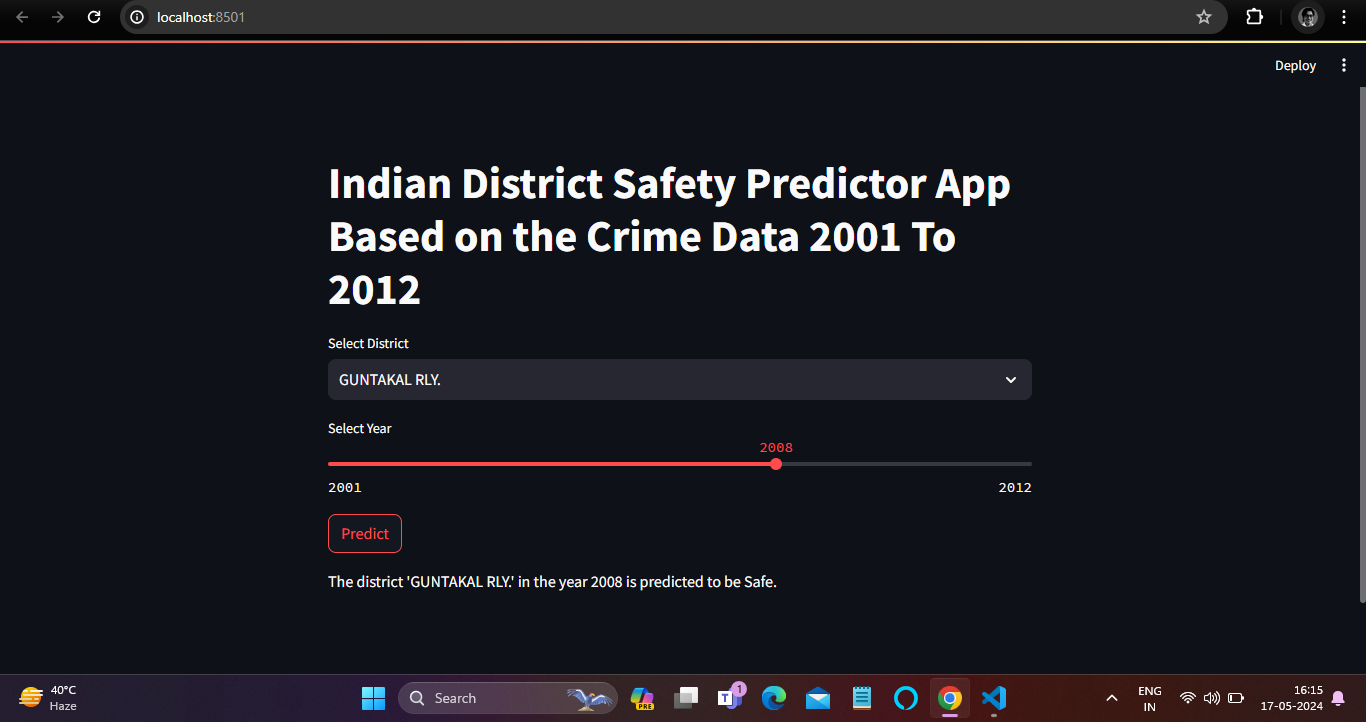 localhost:8501
Deploy
Indian District Safety Predictor App
Based on the Crime Data 2001 To
2012
Select District
GUNTAKAL RLY.
Select Year
2008
2001 2012
Predict
The district 'GUNTAKAL RLY.' in the year 2008 is predicted to be Safe.
40°C
Haze
Search
PRE
T
1
ENG
IN
16:15
17-05-2024